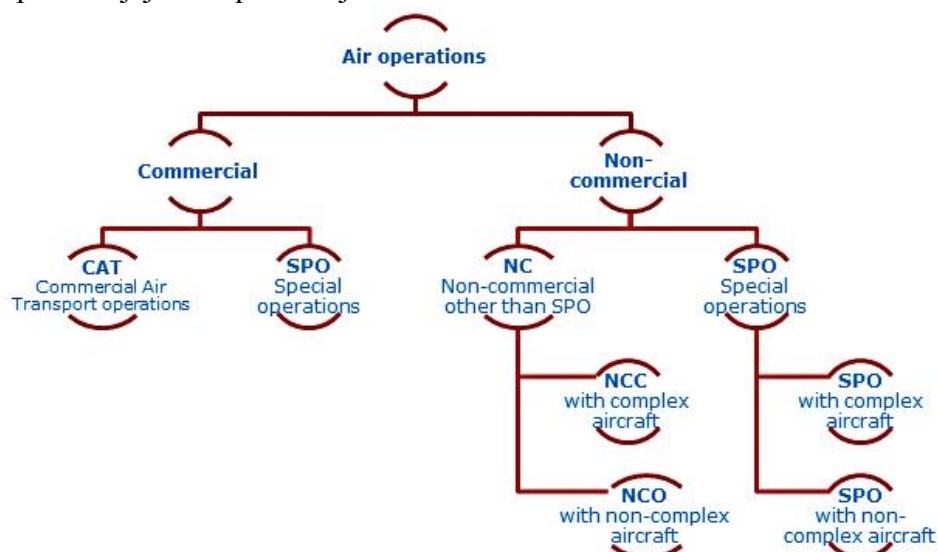 Air operations
Commercial
Non-
commercial
CAT
Commercial Air
Transport operations
SPO
Special
operations
NC
Non-commercial
other than SPO
SPO
Special
operations
NCC
with complex
aircraft
SPO
with complex
aircraft
NCO
with non-complex
aircraft
SPO
with non-
complex aircraft